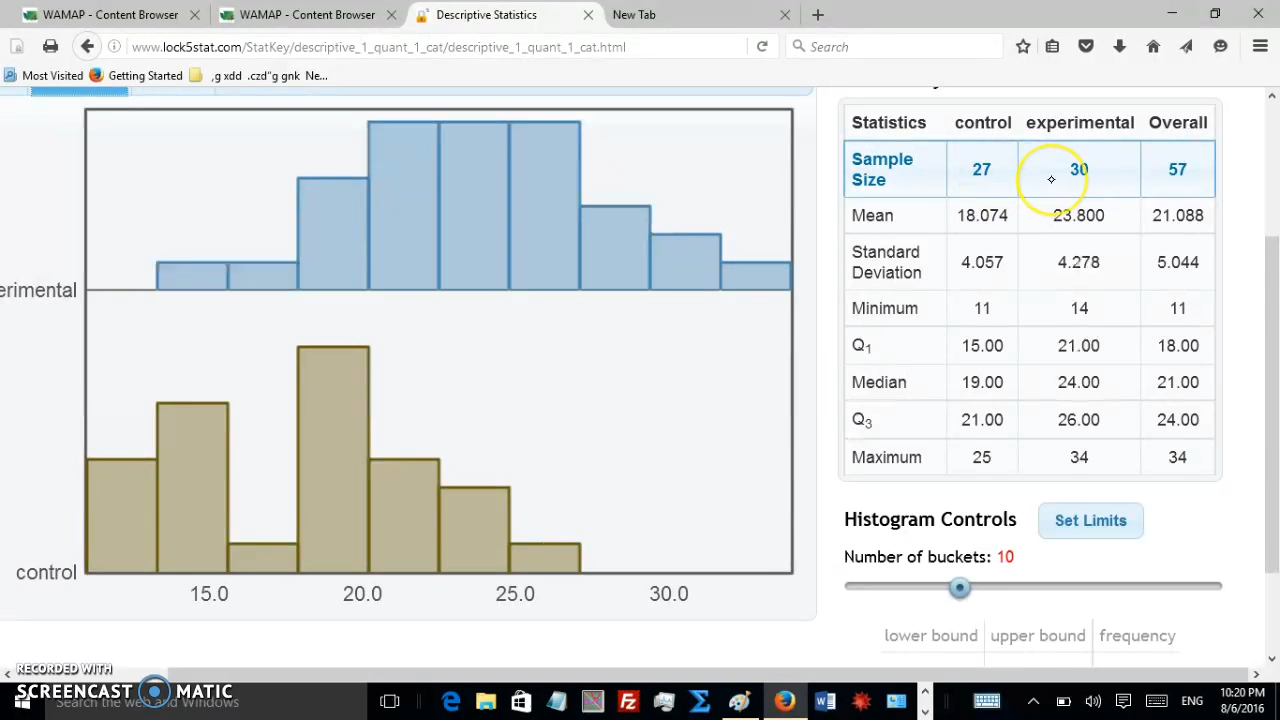 WAMAP - Content Browser
WAMAP - Content Browser
Descriptive Statistics
New Tab
www.lock5stat.com/StatKey/descriptive_1_quant_1_cat/descriptive_1_quant_1_cat.html
Search
Most Visited
Getting Started
,g xdd .czd"g gnk Ne...
Statistics control experimental Overall
Sample Size 27 30 57
Mean 18.074 23.800 21.088
Standard Deviation 4.057 4.278 5.044
Minimum 11 14 11
Q1 15.00 21.00 18.00
Median 19.00 24.00 21.00
Q3 21.00 26.00 24.00
Maximum 25 34 34
erimental
control
15.0 20.0 25.0 30.0
Histogram Controls
Set Limits
Number of buckets: 10
lower bound upper bound frequency
RECORDED WITH
SCREENCAST MATIC
Search the web and Windows
ENG
10:20 PM
8/6/2016